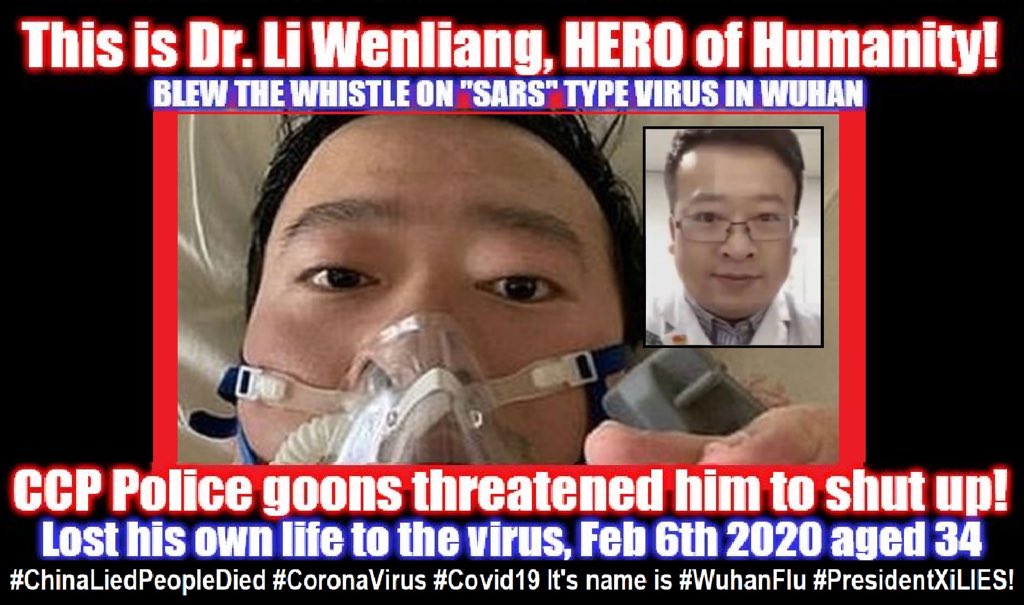 This is Dr. Li Wenliang, HERO of Humanity!
BLEW THE WHISTLE ON "SARS" TYPE VIRUS IN WUHAN
CCP Police goons threatened him to shut up!
Lost his own life to the virus, Feb 6th 2020 aged 34
#ChinaLiedPeopleDied #CoronaVirus #Covid19 It's name is #WuhanFlu #PresidentXiLIES!